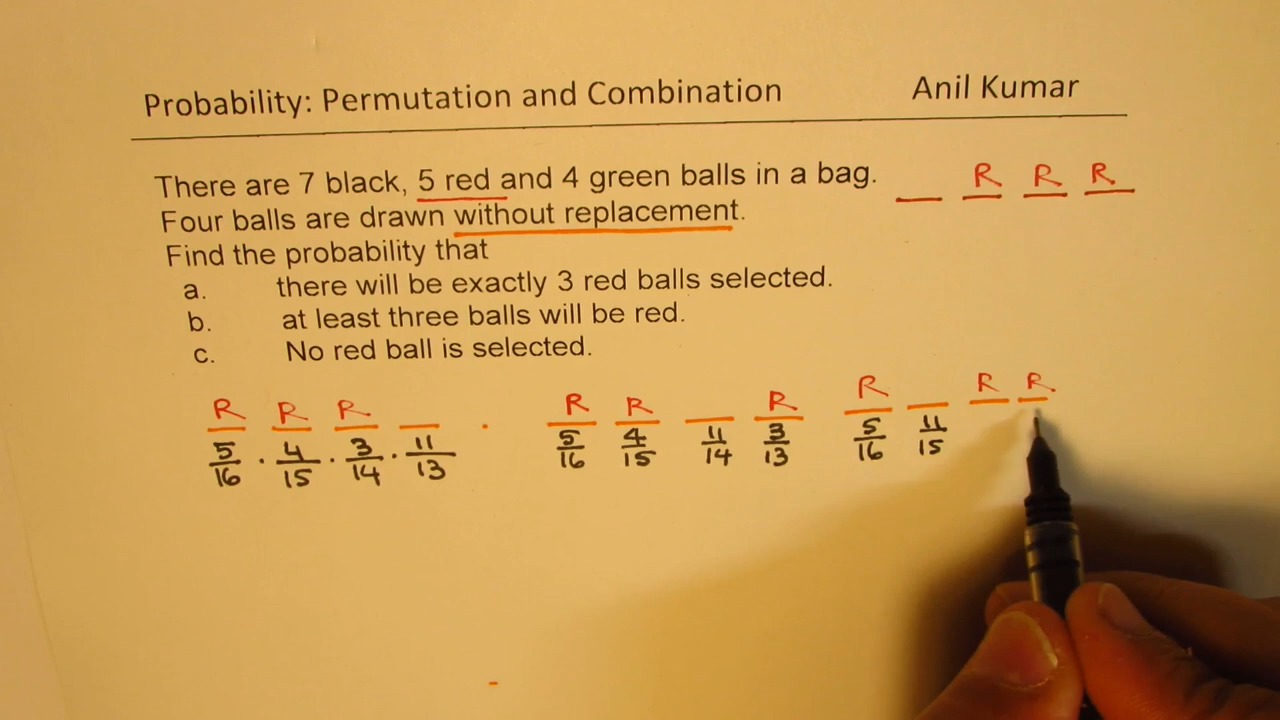 Probability: Permutation and Combination Anil Kumar
There are 7 black, 5 red and 4 green balls in a bag. _ R R R
Four balls are drawn without replacement.
Find the probability that
a. there will be exactly 3 red balls selected.
b. at least three balls will be red.
c. No red ball is selected.
R R R _ . R R _ R R _ R R
5/16 · 4/15 · 3/14 · 11/13 5/16 4/15 11/14 3/13 5/16 11/15